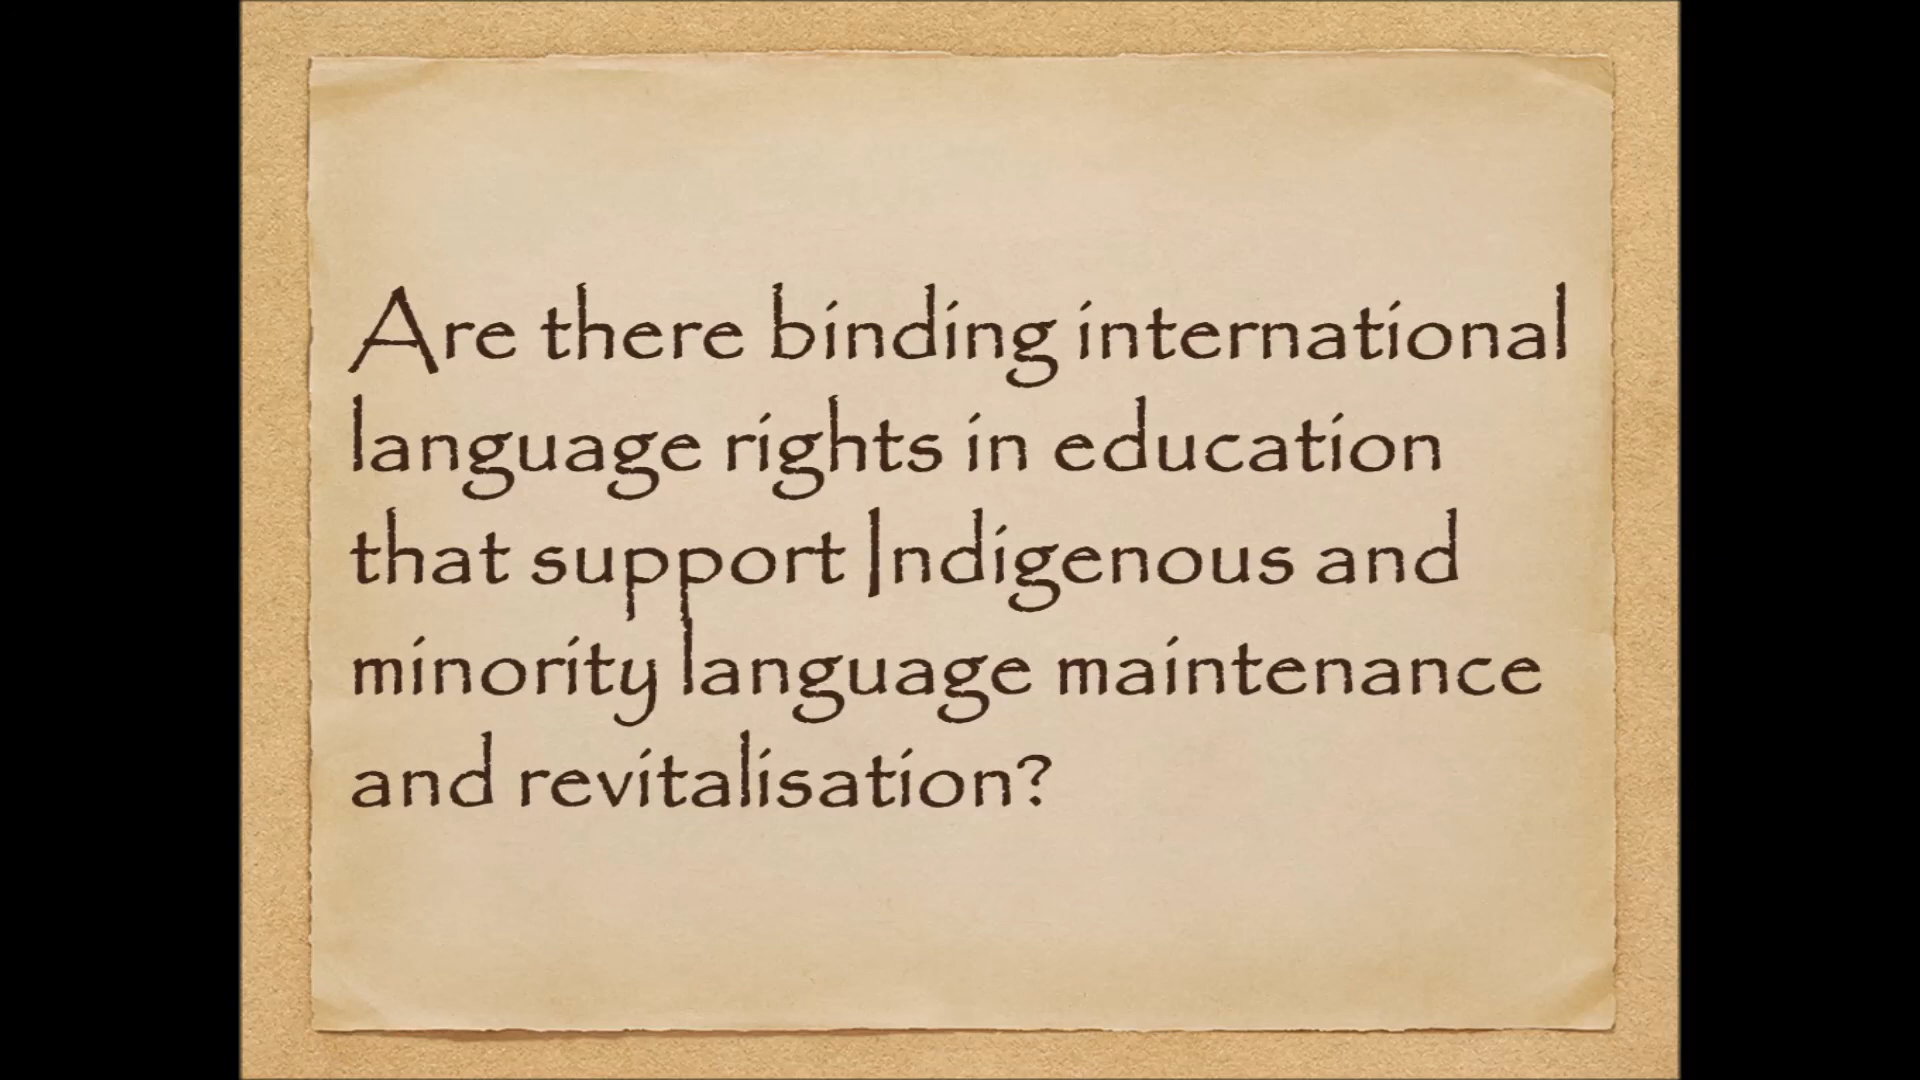 Are there binding international
language rights in education
that support Indigenous and
minority language maintenance
and revitalisation?